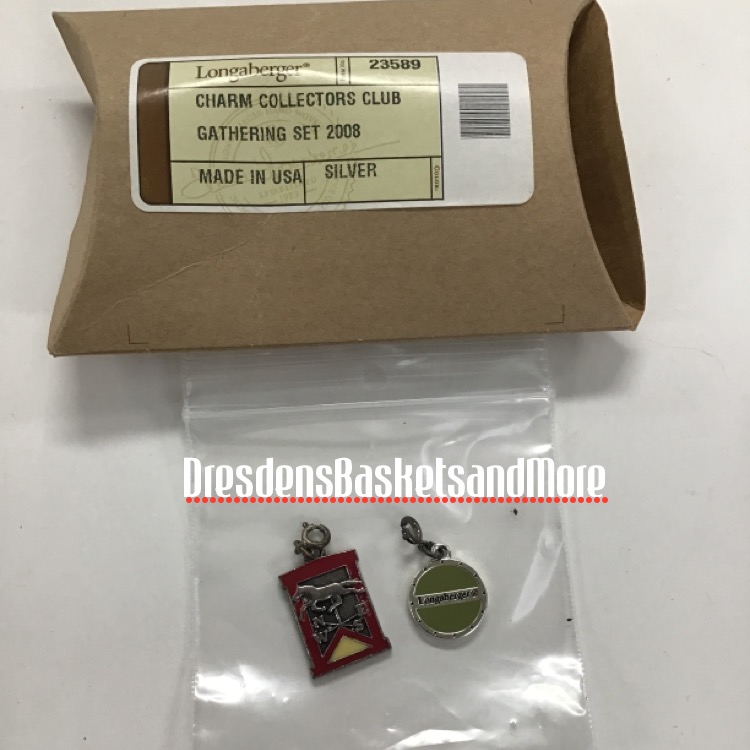 Longaberger® 23589
CHARM COLLECTORS CLUB
GATHERING SET 2008
MADE IN USA SILVER
DresdensBasketsandMore
Longaberger®